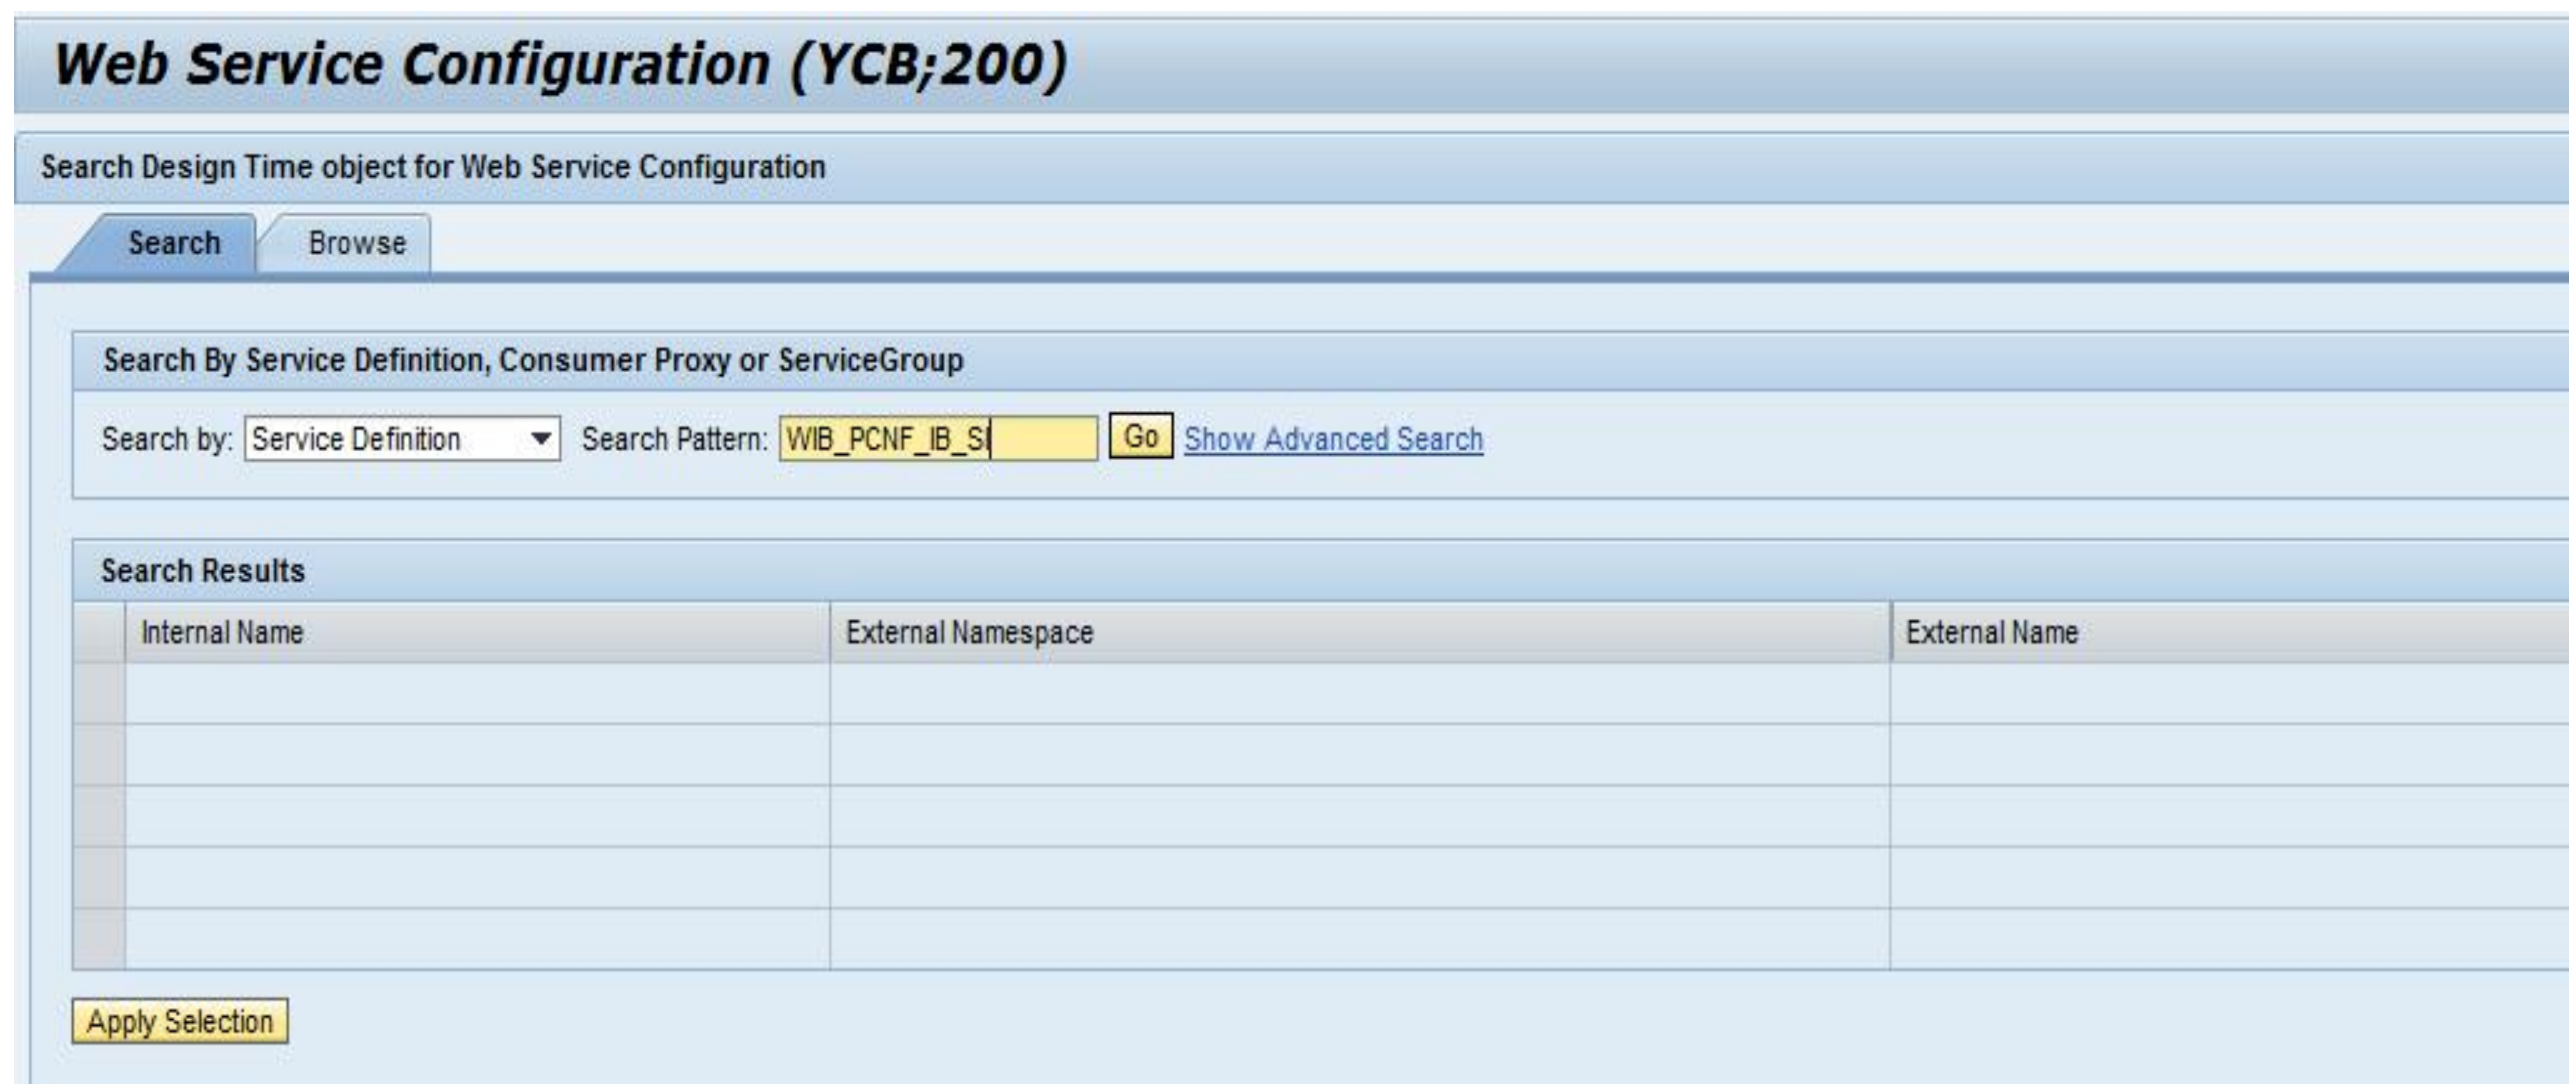 Web Service Configuration (YCB;200)
Search Design Time object for Web Service Configuration
Search Browse
Search By Service Definition, Consumer Proxy or ServiceGroup
Search by: Service Definition Search Pattern: WIB_PCNF_IB_SI Go Show Advanced Search
Search Results
Internal Name External Namespace External Name
Apply Selection